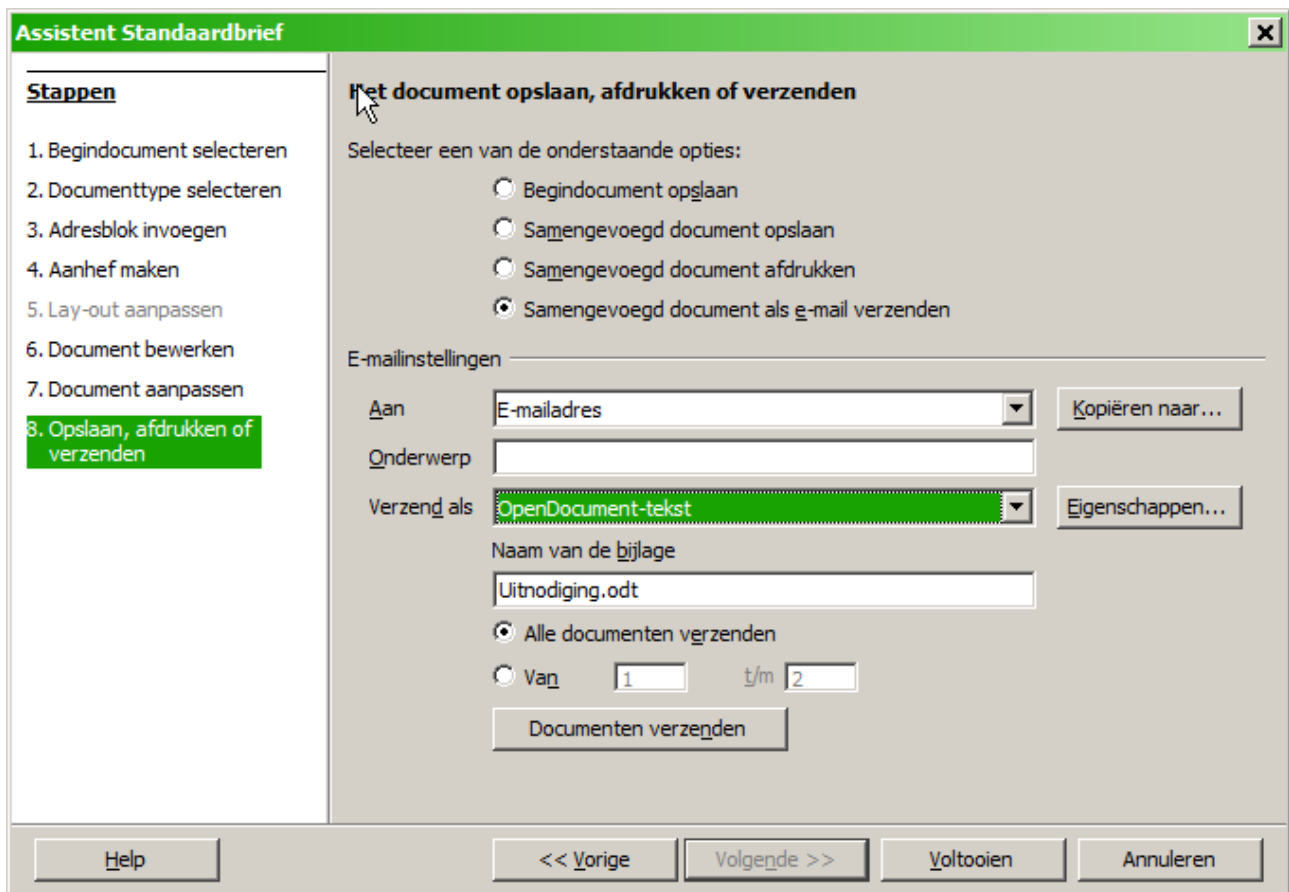 Assistent Standaardbrief
Stappen
1. Begindocument selecteren
2. Documenttype selecteren
3. Adresblok invoegen
4. Aanhef maken
5. Lay-out aanpassen
6. Document bewerken
7. Document aanpassen
8. Opslaan, afdrukken of
verzenden
Het document opslaan, afdrukken of verzenden
Selecteer een van de onderstaande opties:
Begindocument opslaan
Samengevoegd document opslaan
Samengevoegd document afdrukken
Samengevoegd document als e-mail verzenden
E-mailinstellingen
Aan E-mailadres Kopiëren naar...
Onderwerp
Verzend als OpenDocument-tekst Eigenschappen...
Naam van de bijlage
Uitnodiging.odt
Alle documenten verzenden
Van 1 t/m 2
Documenten verzenden
Help << Vorige Volgende >> Voltooien Annuleren